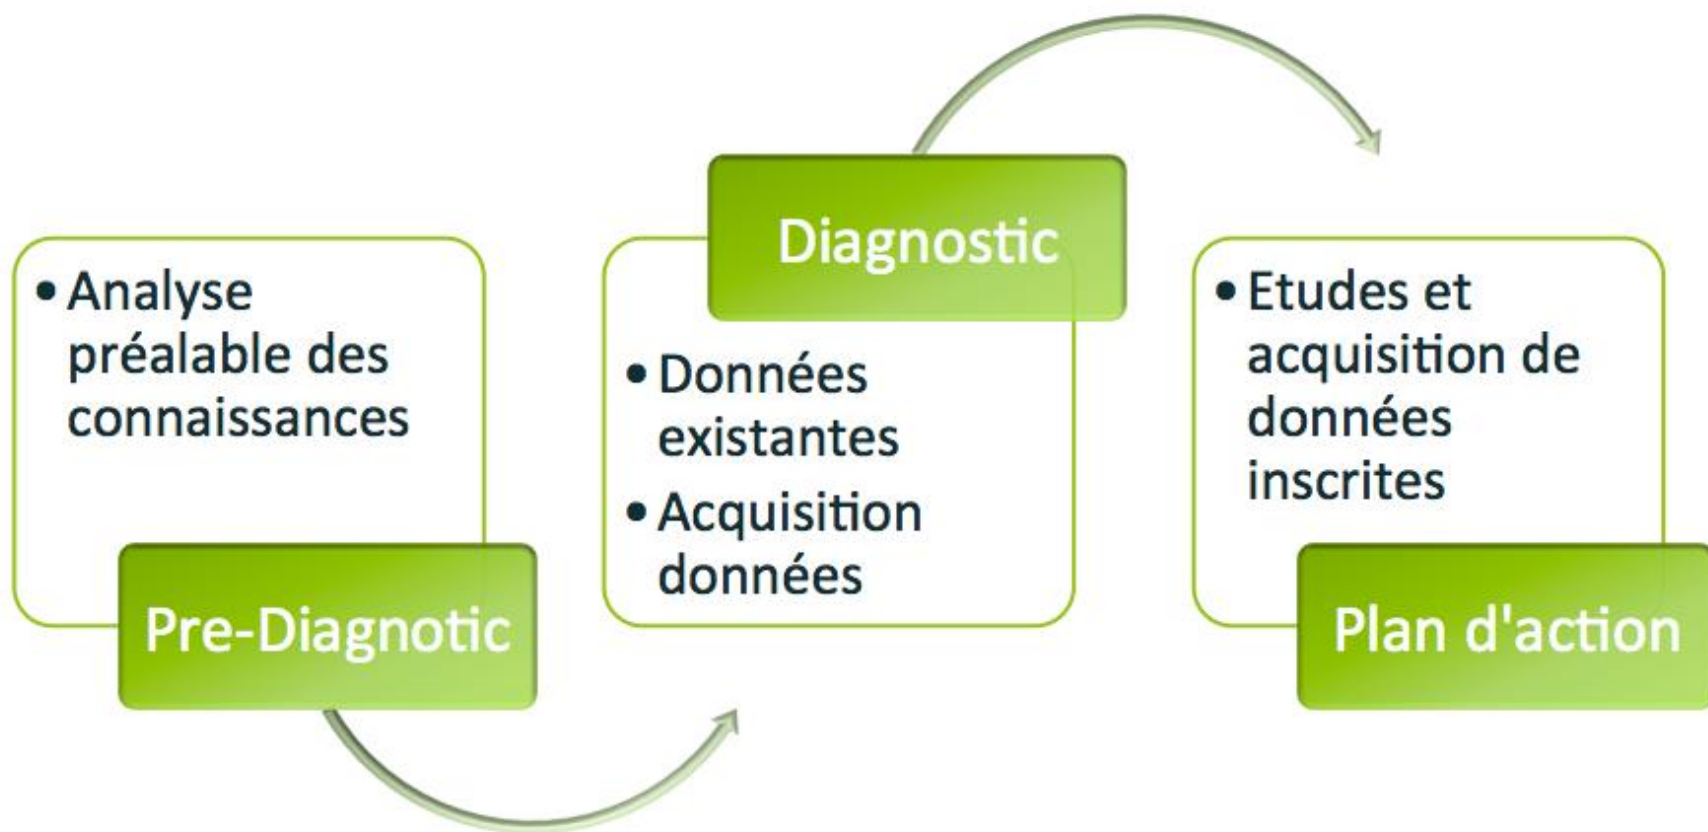 • Analyse
préalable des
connaissances
Pre-Diagnotic
Diagnostic
• Données
existantes
• Acquisition
données
• Etudes et
acquisition de
données
inscrites
Plan d'action